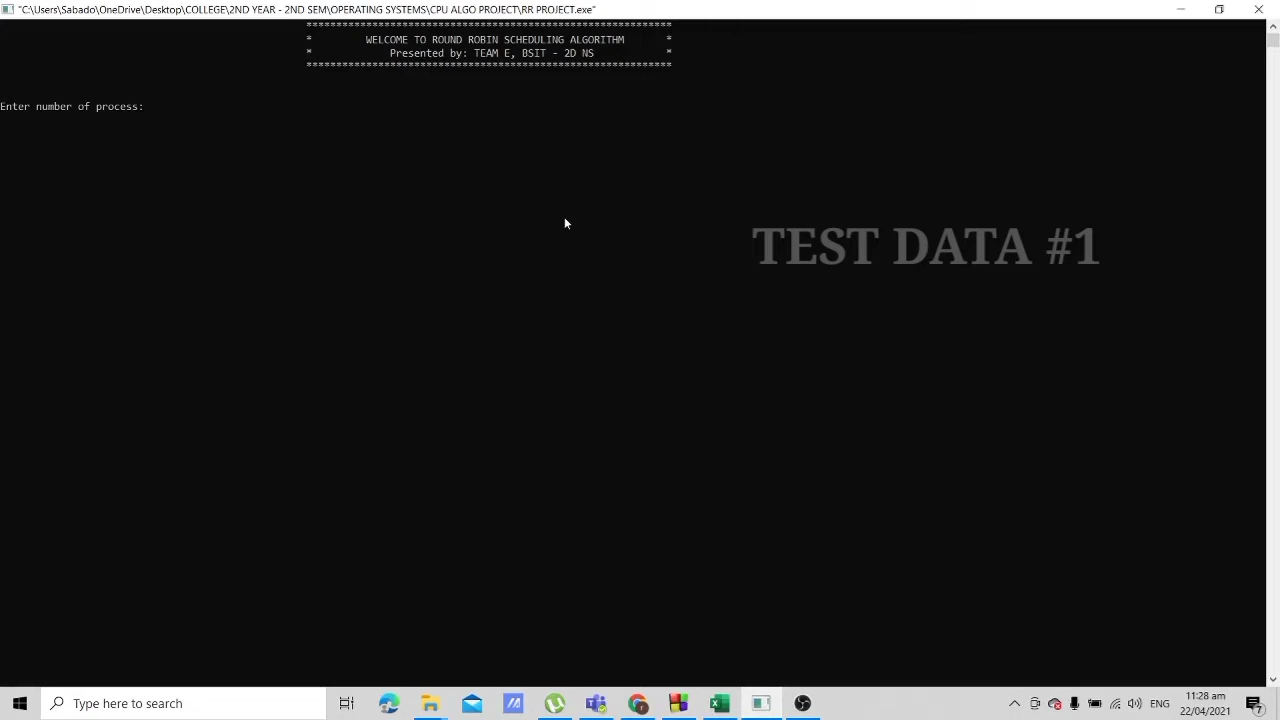 "C:\Users\Sabado\OneDrive\Desktop\COLLEGE\2ND YEAR - 2ND SEM\OPERATING SYSTEMS\CPU ALGO PROJECT\RR PROJECT.exe"
*************************************************************
* WELCOME TO ROUND ROBIN SCHEDULING ALGORITHM *
* Presented by: TEAM E, BSIT - 2D NS *
*************************************************************
Enter number of process:
TEST DATA #1
Type here to search
ENG
11:28 am
22/04/2021
7